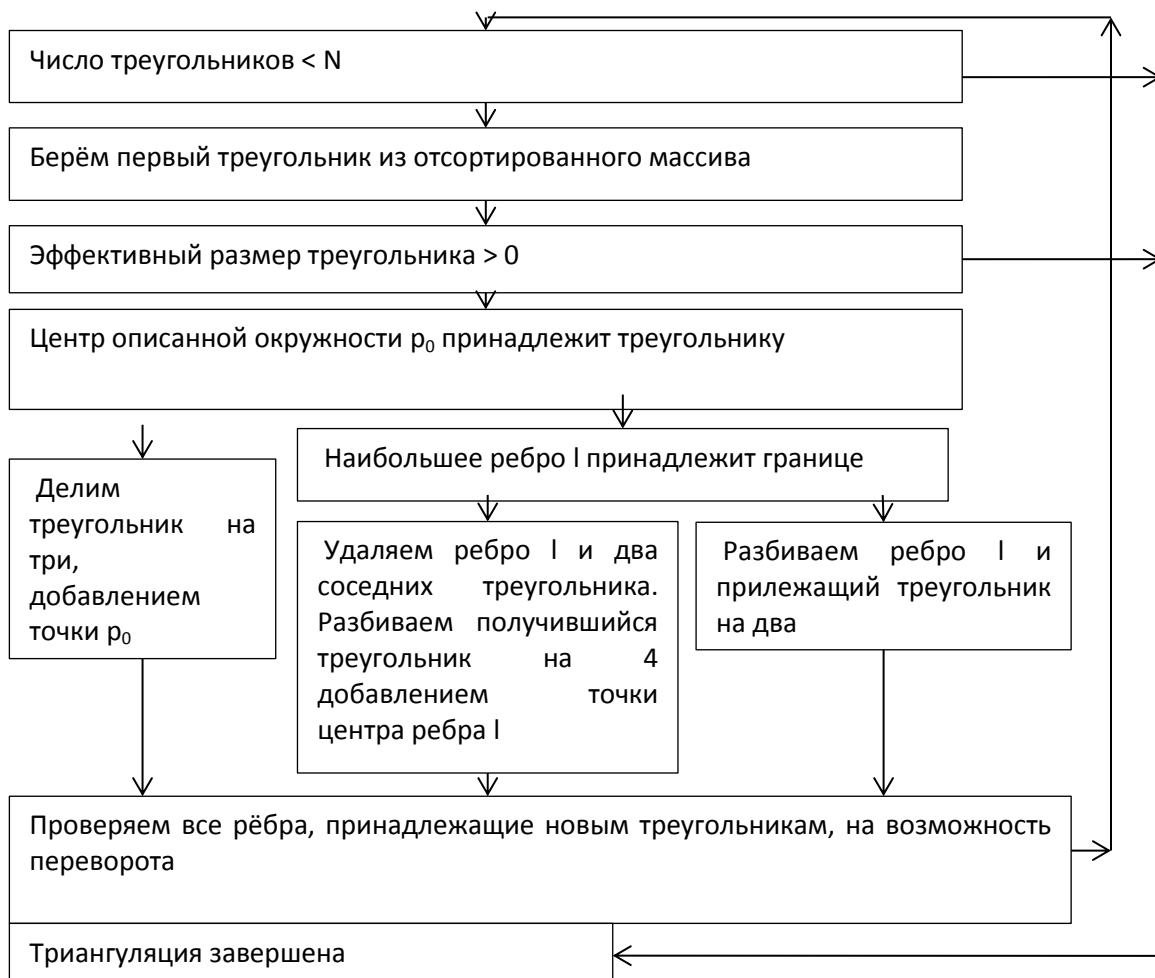 Число треугольников < N
Берём первый треугольник из отсортированного массива
Эффективный размер треугольника > 0
Центр описанной окружности p₀ принадлежит треугольнику
Наибольшее ребро l принадлежит границе
Делим
треугольник на
три,
добавлением
точки p₀
Удаляем ребро l и два
соседних треугольника.
Разбиваем получившийся
треугольник на 4
добавлением точки
центра ребра l
Разбиваем ребро l и
прилежащий треугольник
на два
Проверяем все рёбра, принадлежащие новым треугольникам, на возможность
переворота
Триангуляция завершена